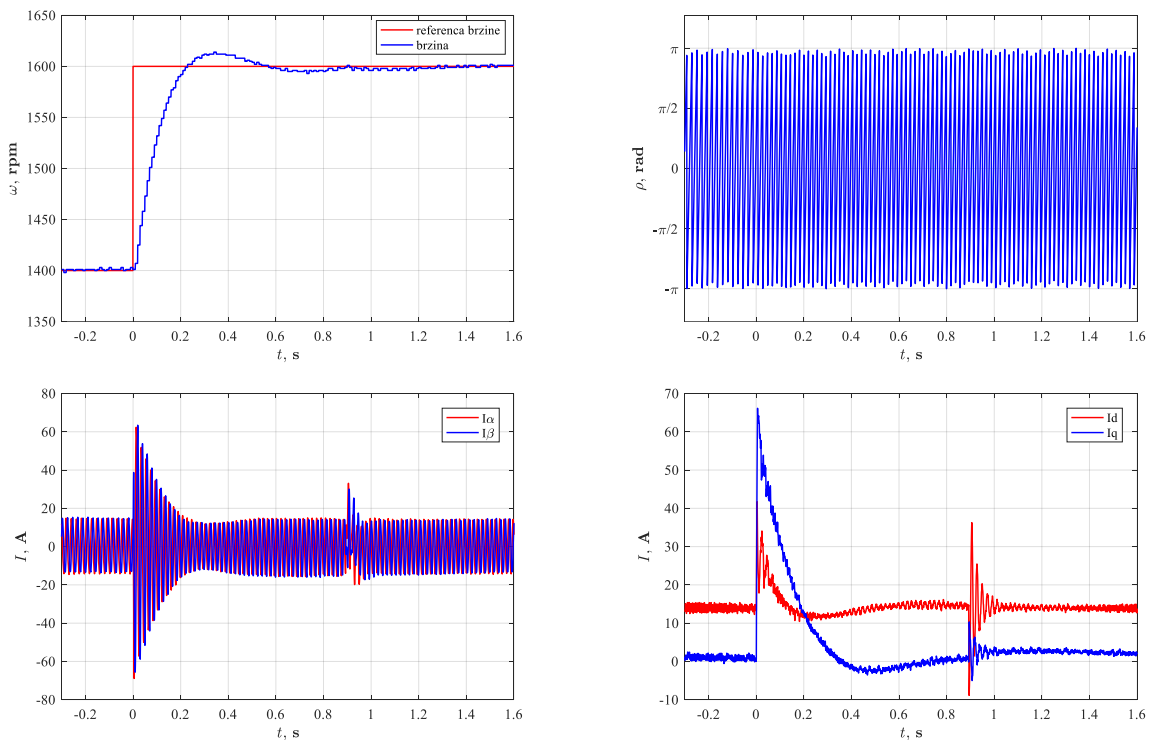 1650
1600
1550
1500
1450
1400
1350
ω, rpm
-0.2 0 0.2 0.4 0.6 0.8 1 1.2 1.4 1.6
t, s
referenca brzine
brzina
π
π/2
0
-π/2
-π
ρ, rad
-0.2 0 0.2 0.4 0.6 0.8 1 1.2 1.4 1.6
t, s
80
60
40
20
0
-20
-40
-60
-80
I, A
-0.2 0 0.2 0.4 0.6 0.8 1 1.2 1.4 1.6
t, s
Iα
Iβ
70
60
50
40
30
20
10
0
-10
I, A
-0.2 0 0.2 0.4 0.6 0.8 1 1.2 1.4 1.6
t, s
Id
Iq